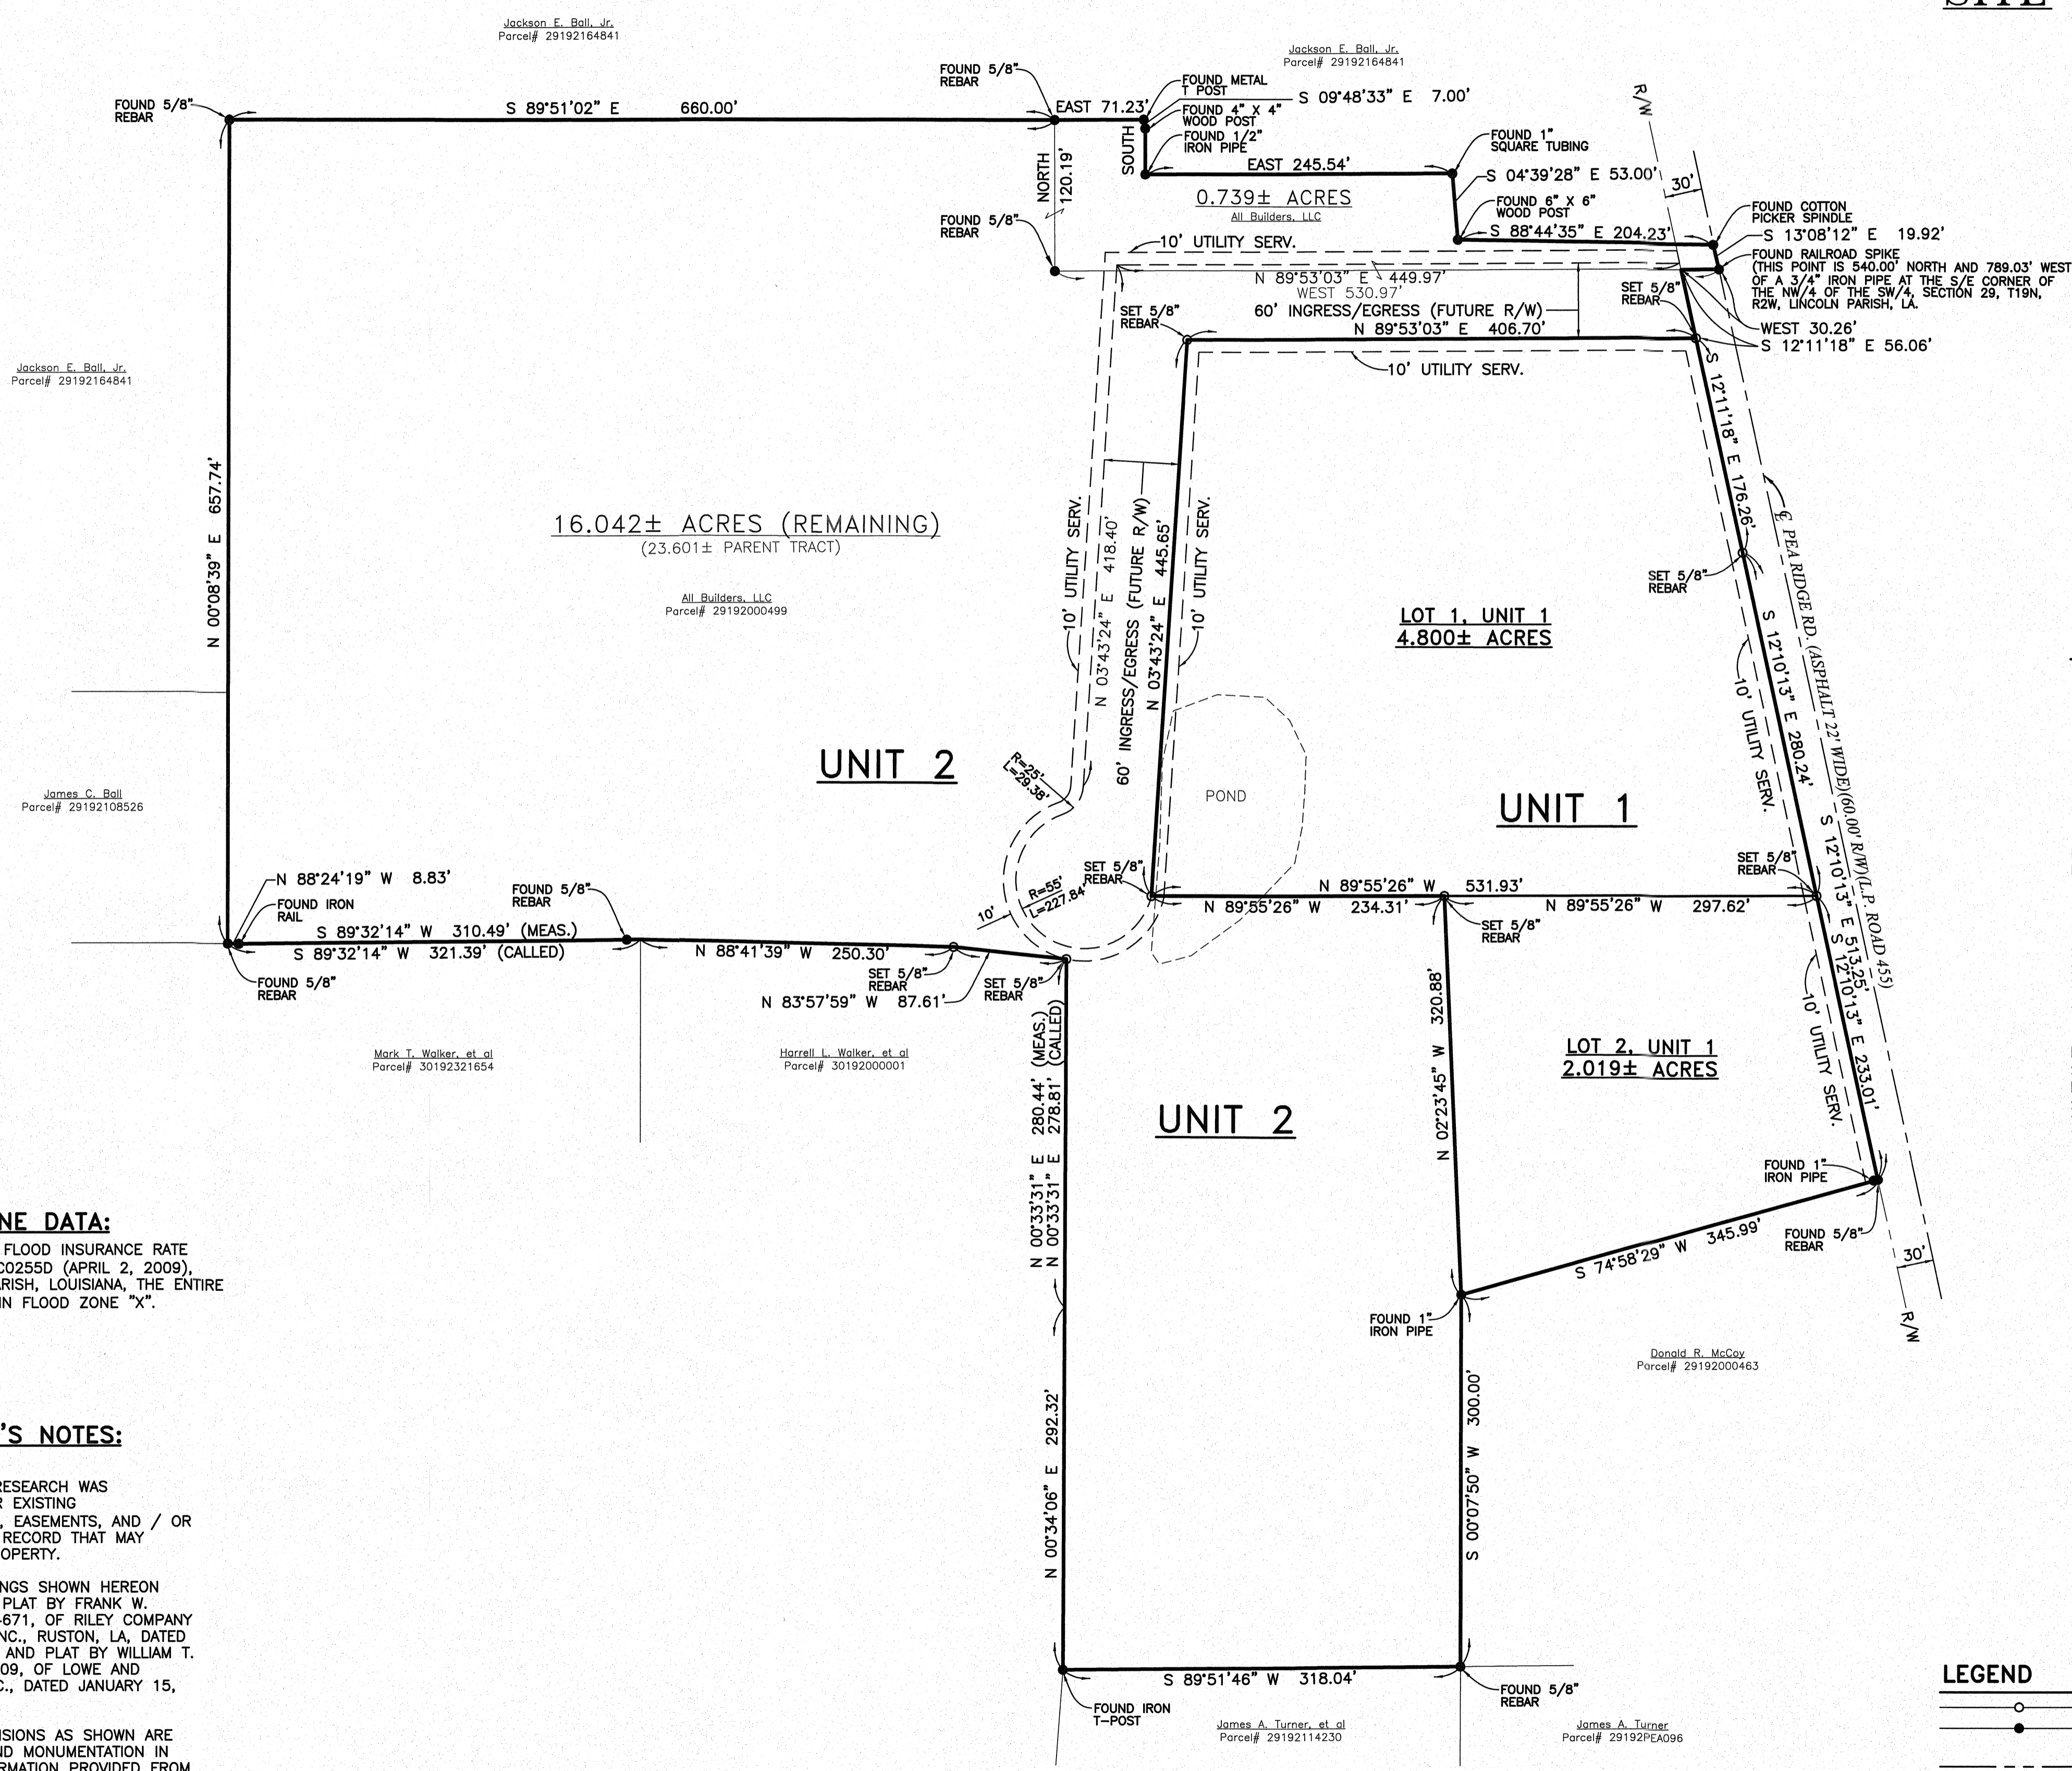 SITE
Jackson E. Ball, Jr.
Parcel# 29192164841
Jackson E. Ball, Jr.
Parcel# 29192164841
FOUND 5/8"
REBAR
S 89°51'02" E 660.00'
FOUND 5/8"
REBAR
EAST 71.23'
FOUND METAL
T POST
S 09°48'33" E 7.00'
FOUND 4" X 4"
WOOD POST
FOUND 1/2"
IRON PIPE
SOUTH
NORTH
120.19'
EAST 245.54'
FOUND 1"
SQUARE TUBING
S 04°39'28" E 53.00'
R/W
30'
0.739± ACRES
All Builders, LLC
FOUND 6" X 6"
WOOD POST
S 88°44'35" E 204.23'
FOUND COTTON
PICKER SPINDLE
S 13°08'12" E 19.92'
FOUND RAILROAD SPIKE
(THIS POINT IS 540.00' NORTH AND 789.03' WEST
OF A 3/4" IRON PIPE AT THE S/E CORNER OF
THE NW/4 OF THE SW/4, SECTION 29, T19N,
R2W, LINCOLN PARISH, LA.
FOUND 5/8"
REBAR
10' UTILITY SERV.
N 89°53'03" E 449.97'
WEST 530.97'
60' INGRESS/EGRESS (FUTURE R/W)
N 89°53'03" E 406.70'
SET 5/8"
REBAR
SET 5/8"
REBAR
WEST 30.26'
S 12°11'18" E 56.06'
10' UTILITY SERV.
Jackson E. Ball, Jr.
Parcel# 29192164841
N 00°08'39" E 657.74'
16.042± ACRES (REMAINING)
(23.601± PARENT TRACT)
All Builders, LLC
Parcel# 29192000499
10' UTILITY SERV.
N 03°43'24" E 418.40'
60' INGRESS/EGRESS (FUTURE R/W)
N 03°43'24" E 445.65'
10' UTILITY SERV.
S 12°11'18" E 176.26'
SET 5/8"
REBAR
LOT 1, UNIT 1
4.800± ACRES
℄ PEA RIDGE RD. (ASPHALT 22' WIDE)(60.00' R/W)(L.P. ROAD 455)
S 12°10'13" E 280.24'
10' UTILITY SERV.
S 12°10'13" E 513.25'
UNIT 2
R=25'
L=29.38'
POND
UNIT 1
James C. Ball
Parcel# 29192108526
N 88°24'19" W 8.83'
FOUND IRON
RAIL
FOUND 5/8"
REBAR
S 89°32'14" W 310.49' (MEAS.)
S 89°32'14" W 321.39' (CALLED)
FOUND 5/8"
REBAR
N 88°41'39" W 250.30'
SET 5/8"
REBAR
N 83°57'59" W 87.61'
SET 5/8"
REBAR
10'
R=55'
L=227.84'
SET 5/8"
REBAR
N 89°55'26" W 531.93'
N 89°55'26" W 234.31'
N 89°55'26" W 297.62'
SET 5/8"
REBAR
SET 5/8"
REBAR
Mark T. Walker, et al
Parcel# 30192321654
Harrell L. Walker, et al
Parcel# 30192000001
N 00°33'31" E 280.44' (MEAS.)
N 00°33'31" E 278.81' (CALLED)
N 02°23'45" W 320.88'
LOT 2, UNIT 1
2.019± ACRES
S 12°10'13" E 233.01'
10' UTILITY SERV.
UNIT 2
FOUND 1"
IRON PIPE
FOUND 5/8"
REBAR
S 74°58'29" W 345.99'
30'
R/W
FOUND 1"
IRON PIPE
Donald R. McCoy
Parcel# 29192000463
NE DATA:
FLOOD INSURANCE RATE
C0255D (APRIL 2, 2009),
ARISH, LOUISIANA, THE ENTIRE
IN FLOOD ZONE "X".
'S NOTES:
RESEARCH WAS
R EXISTING
, EASEMENTS, AND / OR
RECORD THAT MAY
OPERTY.
NGS SHOWN HEREON
PLAT BY FRANK W.
-671, OF RILEY COMPANY
NC., RUSTON, LA, DATED
AND PLAT BY WILLIAM T.
09, OF LOWE AND
C., DATED JANUARY 15,
NSIONS AS SHOWN ARE
ND MONUMENTATION IN
RMATION PROVIDED FROM
N 00°34'06" E 292.32'
S 00°07'50" W 300.00'
S 89°51'46" W 318.04'
FOUND IRON
T-POST
FOUND 5/8"
REBAR
James A. Turner, et al
Parcel# 29192114230
James A. Turner
Parcel# 29192PEA096
LEGEND